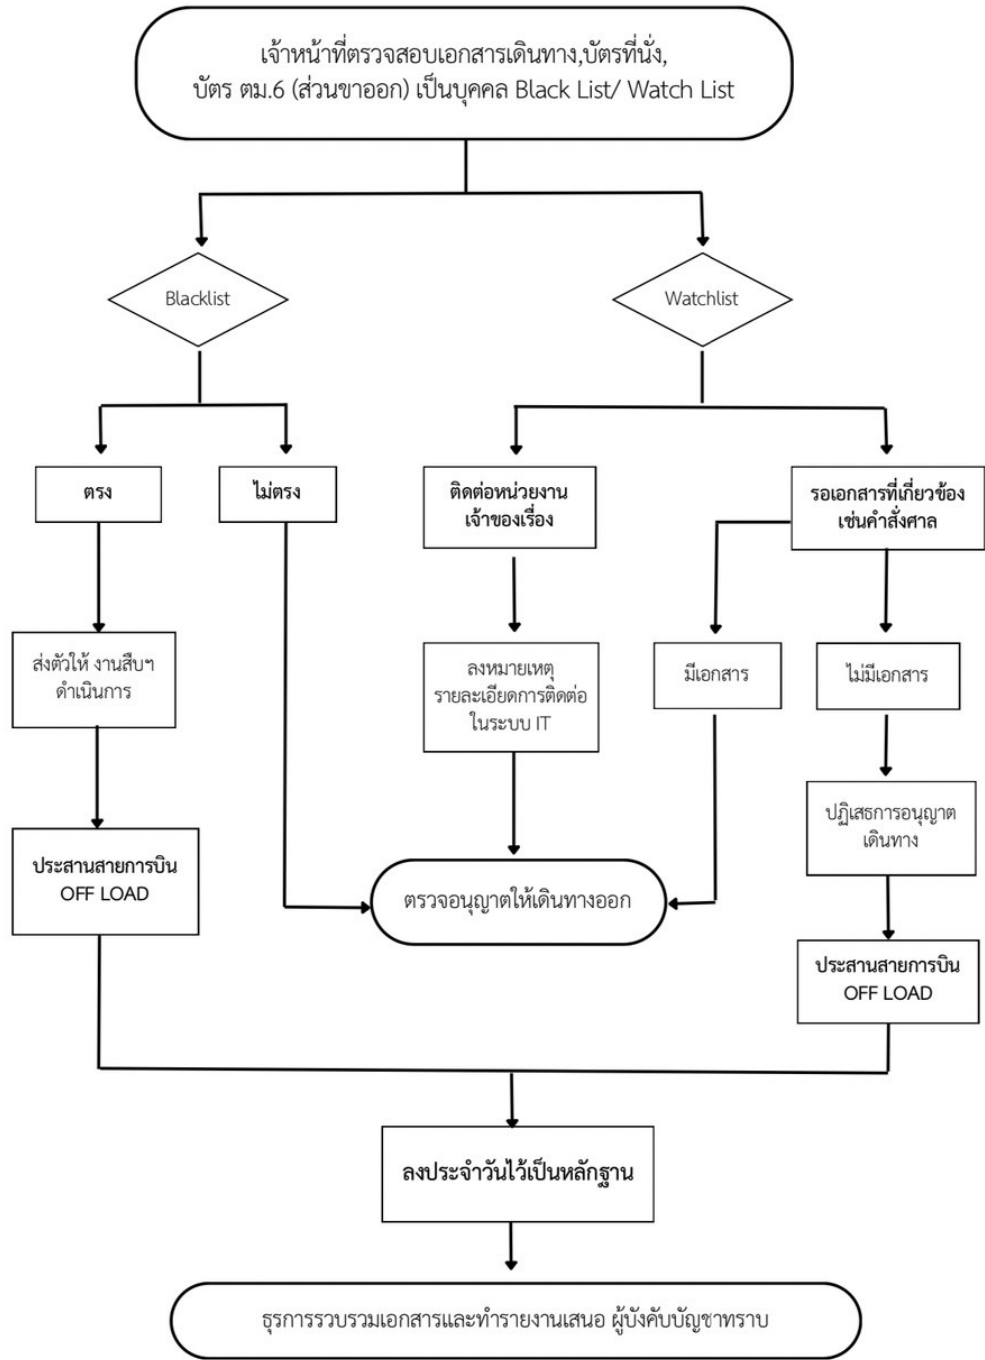 เจ้าหน้าที่ตรวจสอบเอกสารเดินทาง,บัตรที่นั่ง,
บัตร ตม.6 (ส่วนขาออก) เป็นบุคคล Black List/ Watch List
Blacklist
Watchlist
ตรง
ไม่ตรง
ติดต่อหน่วยงาน
เจ้าของเรื่อง
รอเอกสารที่เกี่ยวข้อง
เช่นคำสั่งศาล
ส่งตัวให้ งานสืบฯ
ดำเนินการ
ลงหมายเหตุ
รายละเอียดการติดต่อ
ในระบบ IT
มีเอกสาร
ไม่มีเอกสาร
ประสานสายการบิน
OFF LOAD
ตรวจอนุญาตให้เดินทางออก
ปฏิเสธการอนุญาต
เดินทาง
ประสานสายการบิน
OFF LOAD
ลงประจำวันไว้เป็นหลักฐาน
ธุรการรวบรวมเอกสารและทำรายงานเสนอ ผู้บังคับบัญชาทราบ